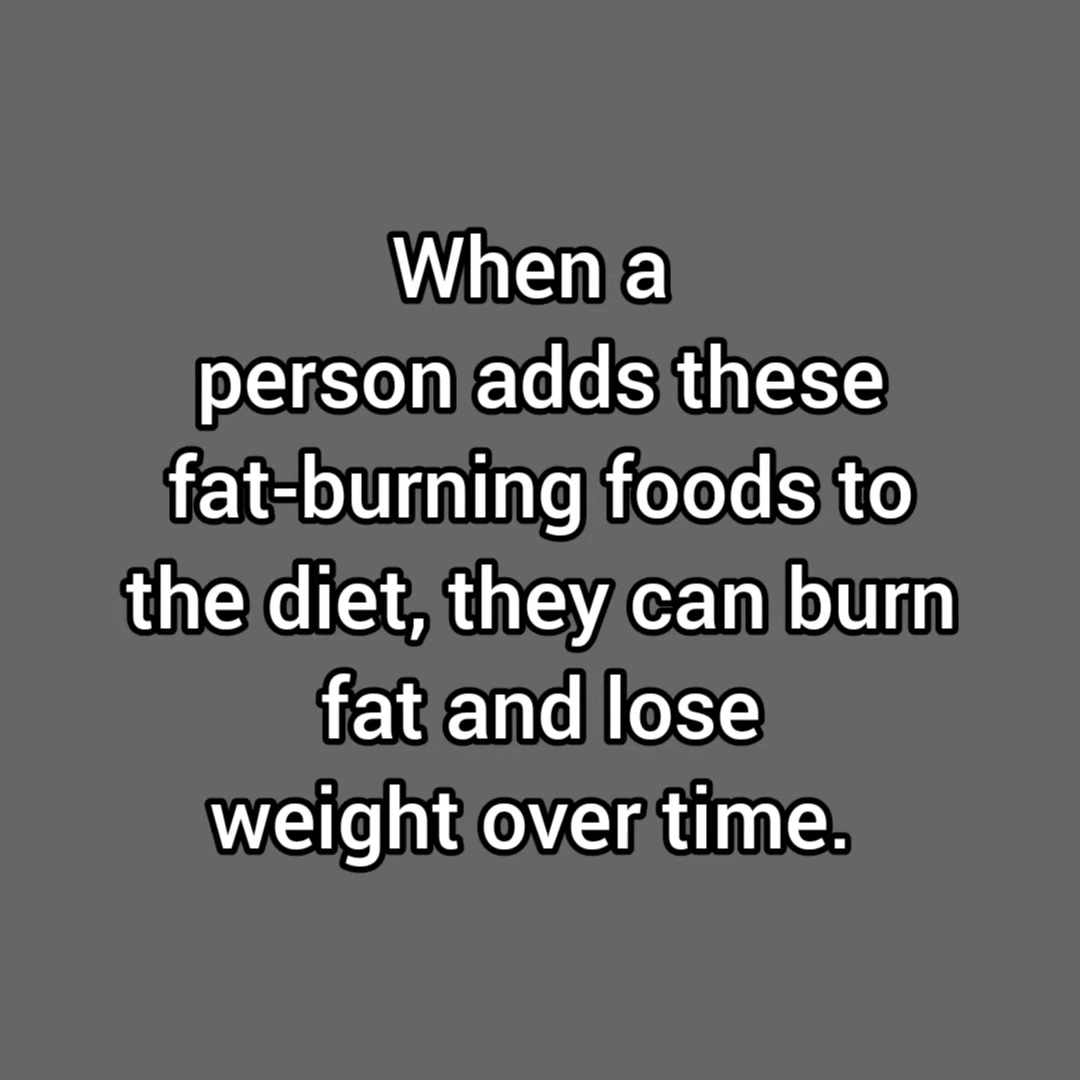 When a
person adds these
fat-burning foods to
the diet, they can burn
fat and lose
weight over time.